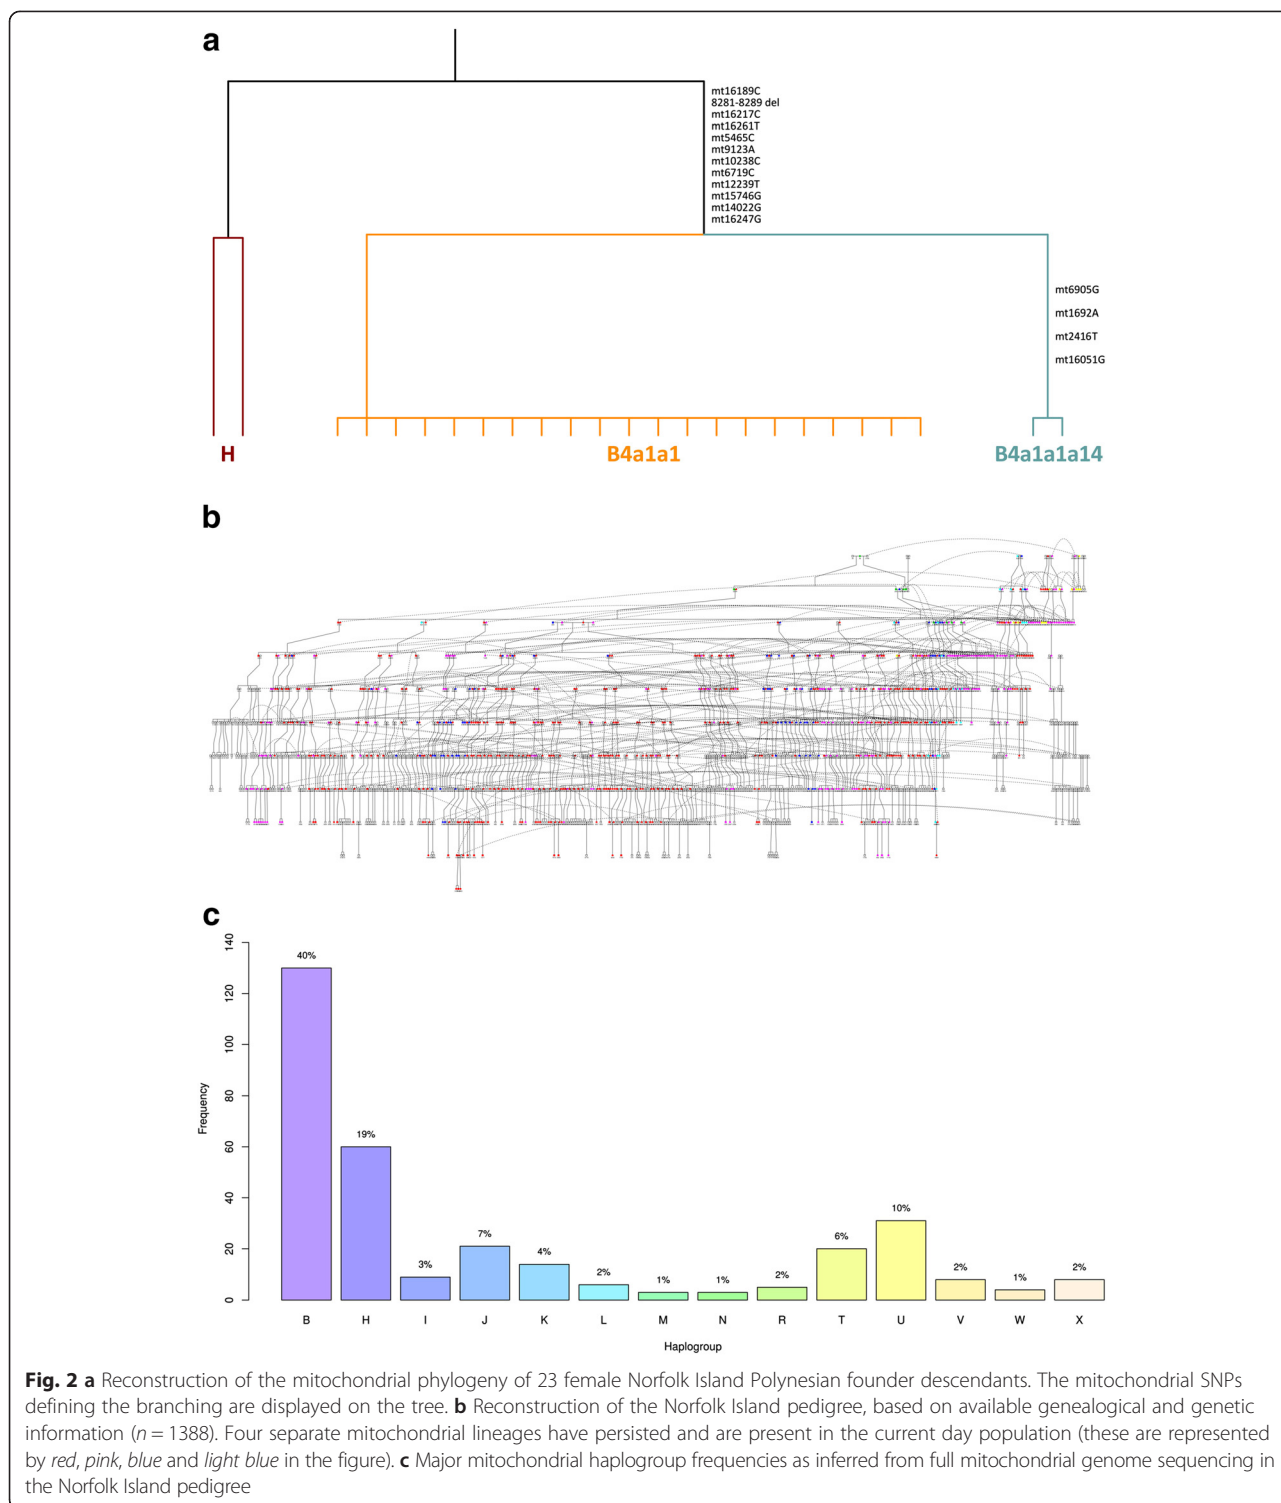 a
mt16189C
8281-8289 del
mt16217C
mt16261T
mt5465C
mt9123A
mt10238C
mt6719C
mt12239T
mt15746G
mt14022G
mt16247G
mt6905G
mt1692A
mt2416T
mt16051G
H
B4a1a1
B4a1a1a14
b
c
Frequency
140
120
100
80
60
40
20
0
40%
19%
3%
7%
4%
2%
1%
1%
2%
6%
10%
2%
1%
2%
B H I J K L M N R T U V W X
Haplogroup
Fig. 2 a Reconstruction of the mitochondrial phylogeny of 23 female Norfolk Island Polynesian founder descendants. The mitochondrial SNPs
defining the branching are displayed on the tree. b Reconstruction of the Norfolk Island pedigree, based on available genealogical and genetic
information (n = 1388). Four separate mitochondrial lineages have persisted and are present in the current day population (these are represented
by red, pink, blue and light blue in the figure). c Major mitochondrial haplogroup frequencies as inferred from full mitochondrial genome sequencing in
the Norfolk Island pedigree